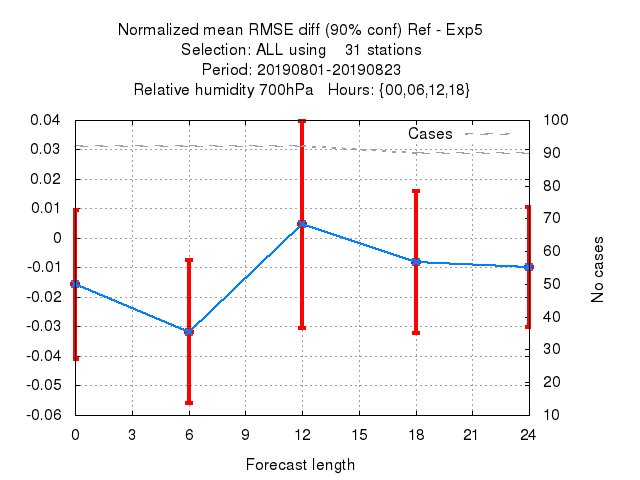 Normalized mean RMSE diff (90% conf) Ref - Exp5
Selection: ALL using 31 stations
Period: 20190801-20190823
Relative humidity 700hPa Hours: {00,06,12,18}
Cases
0.04
0.03
0.02
0.01
0
-0.01
-0.02
-0.03
-0.04
-0.05
-0.06
100
90
80
70
60
50
40
30
20
10
No cases
0 3 6 9 12 15 18 21 24
Forecast length